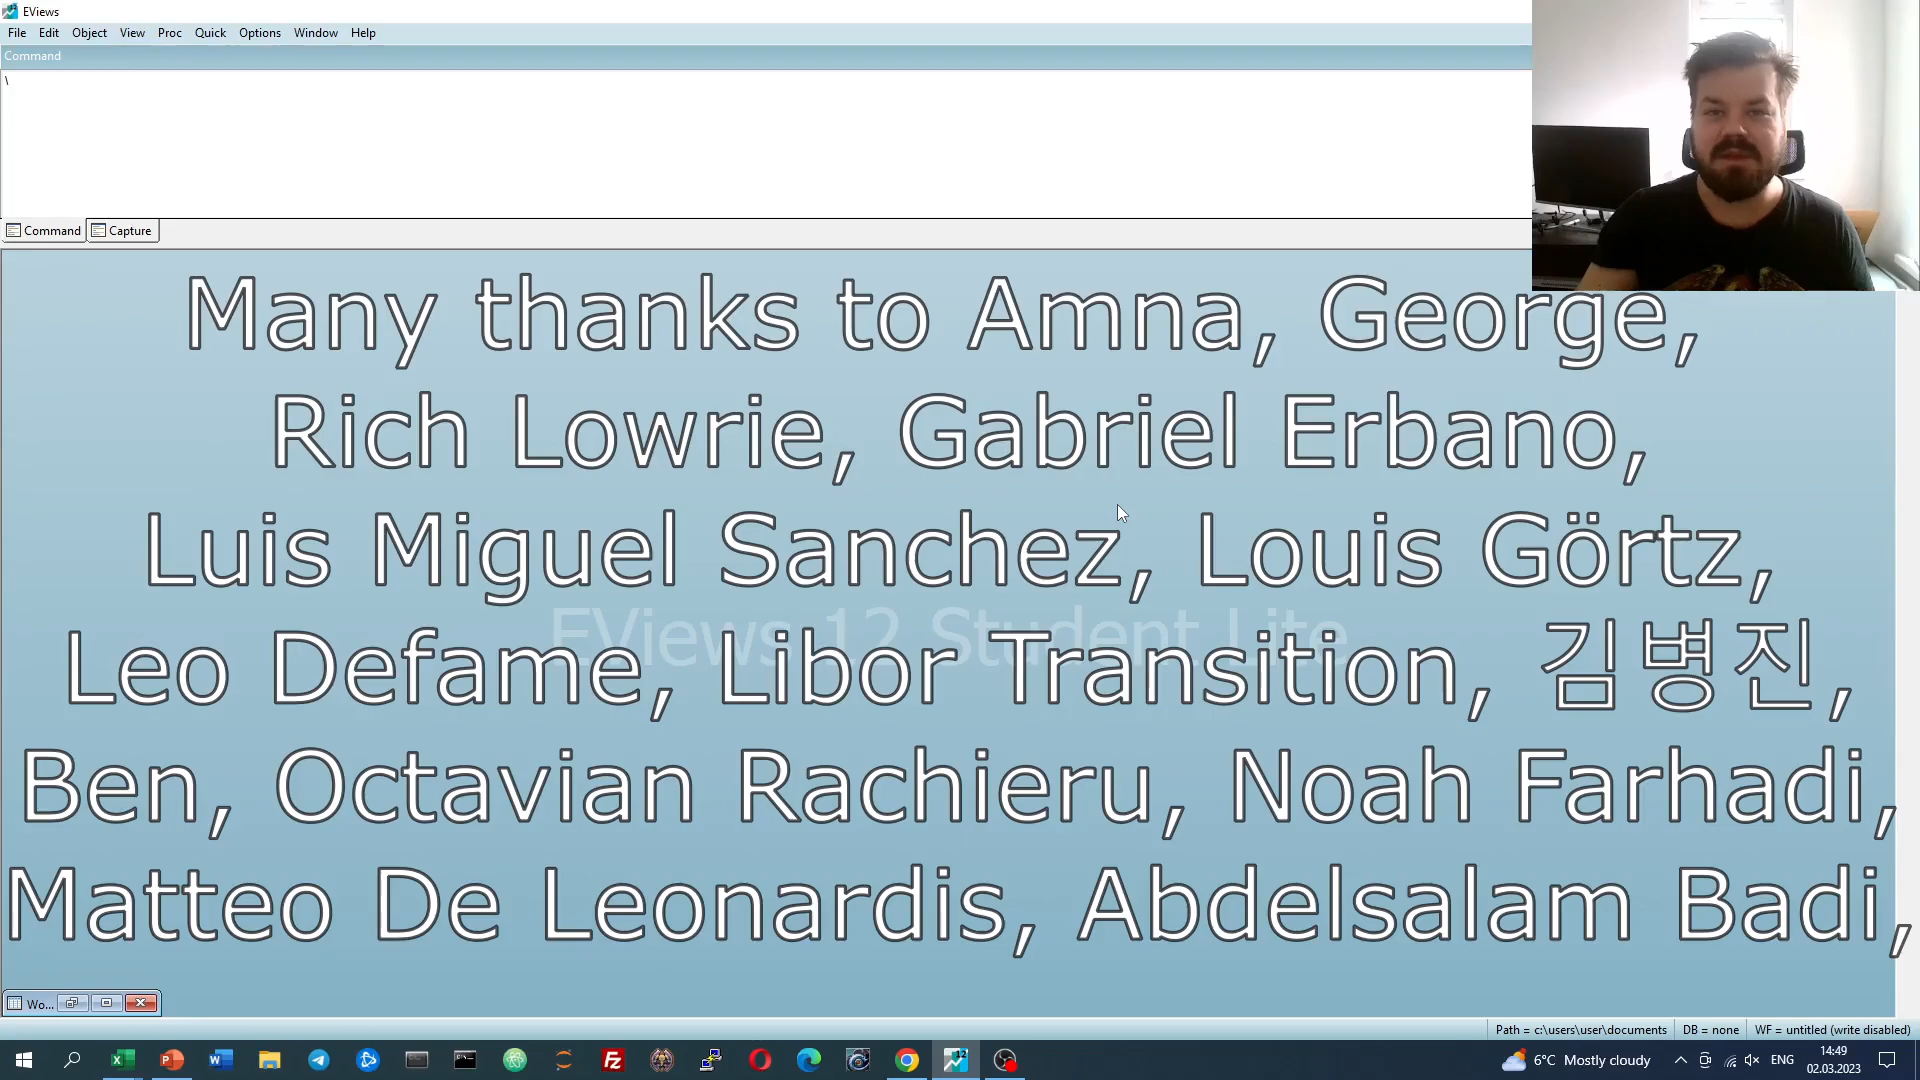 EViews
File Edit Object View Proc Quick Options Window Help
Command
\
Command Capture
Many thanks to Amna, George,
Rich Lowrie, Gabriel Erbano,
Luis Miguel Sanchez, Louis Görtz,
EViews 12 Student Lite
Leo Defame, Libor Transition, 김병진,
Ben, Octavian Rachieru, Noah Farhadi,
Matteo De Leonardis, Abdelsalam Badi,
Wo...
Path = c:\users\user\documents DB = none WF = untitled (write disabled)
6°C Mostly cloudy ENG 14:49
02.03.2023